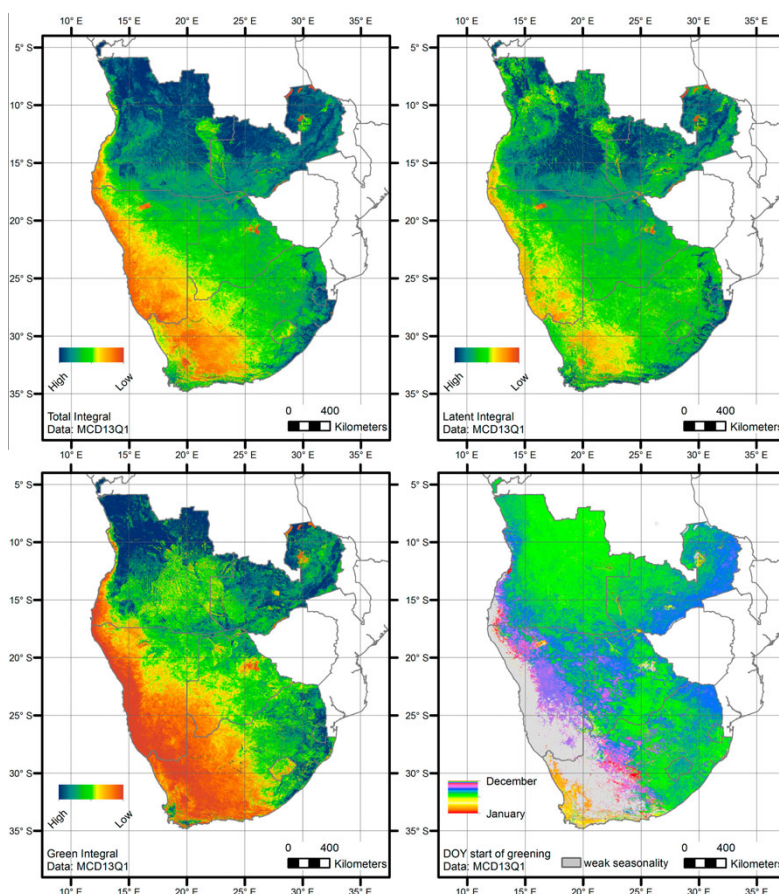 10° E 15° E 20° E 25° E 30° E 35° E
10° E 15° E 20° E 25° E 30° E 35° E
5° S
10° S
15° S
20° S
25° S
30° S
35° S
High
Low
Total Integral
Data: MCD13Q1
0 400
Kilometers
5° S
10° S
15° S
20° S
25° S
30° S
35° S
High
Low
Latent Integral
Data: MCD13Q1
0 400
Kilometers
10° E 15° E 20° E 25° E 30° E 35° E
10° E 15° E 20° E 25° E 30° E 35° E
5° S
10° S
15° S
20° S
25° S
30° S
35° S
High
Low
Green Integral
Data: MCD13Q1
0 400
Kilometers
5° S
10° S
15° S
20° S
25° S
30° S
35° S
December
January
DOY start of greening
Data: MCD13Q1
weak seasonality
0 400
Kilometers